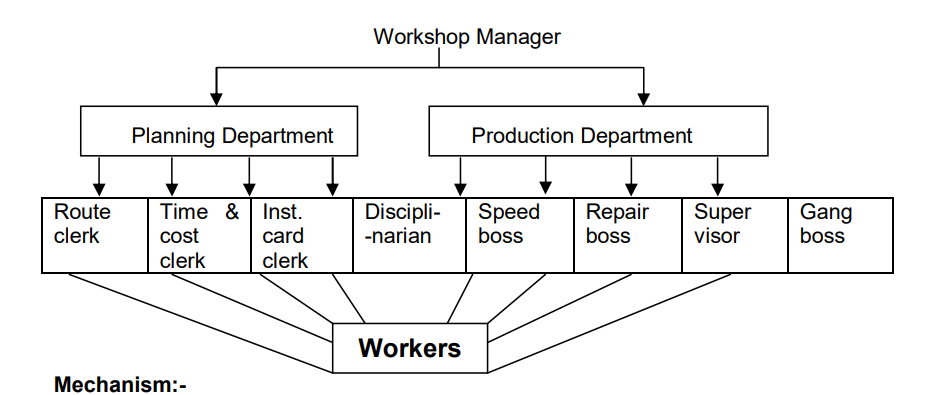 Workshop Manager
Planning Department
Production Department
Route
clerk
Time &
cost
clerk
Inst.
card
clerk
Discipli-
-narian
Speed
boss
Repair
boss
Super
visor
Gang
boss
Workers
Mechanism:-